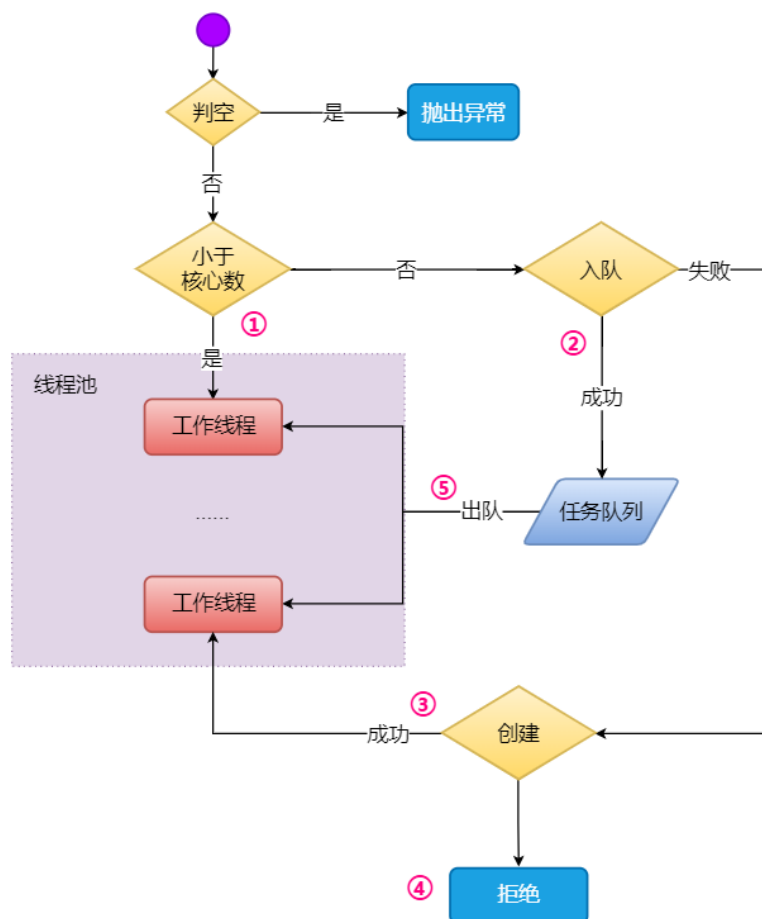 判空
是
抛出异常
否
小于
核心数
否
入队
失败
①
②
是
线程池
成功
工作线程
⑤
出队
任务队列
......
工作线程
③
成功
创建
④
拒绝